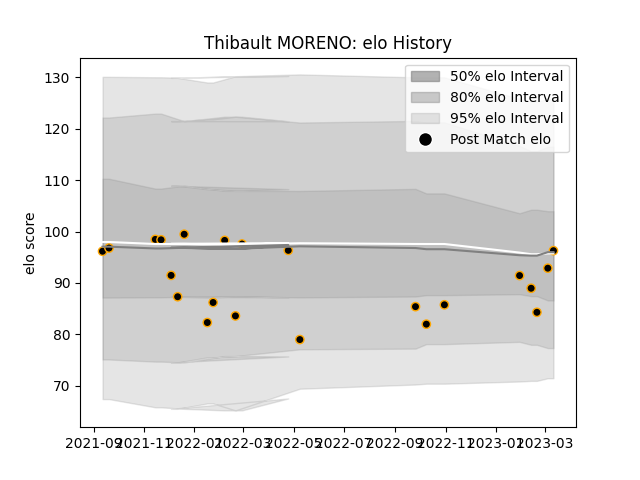 Thibault MORENO: elo History
50% elo Interval
80% elo Interval
95% elo Interval
Post Match elo
elo score
130
120
110
100
90
80
70
2021-09 2021-11 2022-01 2022-03 2022-05 2022-07 2022-09 2022-11 2023-01 2023-03